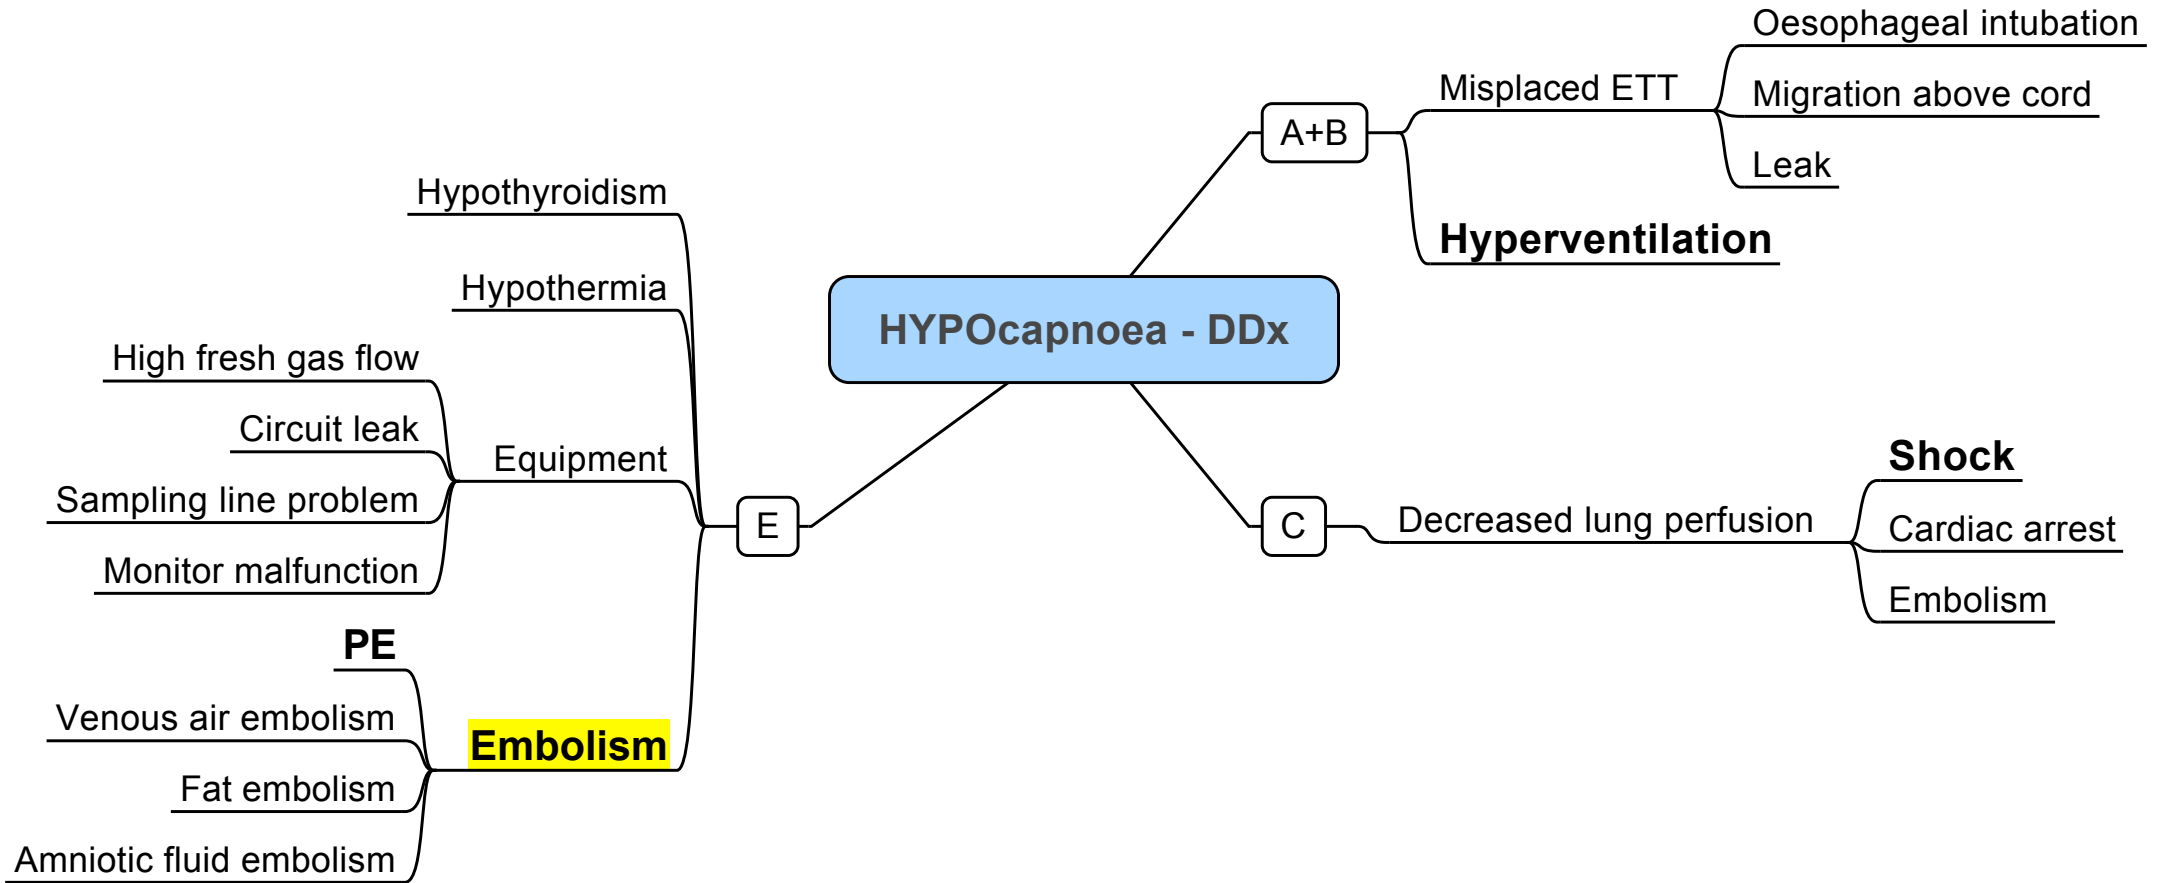 HYPOcapnoea - DDx
A+B
Misplaced ETT
Oesophageal intubation
Migration above cord
Leak
Hyperventilation
C
Decreased lung perfusion
Shock
Cardiac arrest
Embolism
E
Hypothyroidism
Hypothermia
Equipment
High fresh gas flow
Circuit leak
Sampling line problem
Monitor malfunction
Embolism
PE
Venous air embolism
Fat embolism
Amniotic fluid embolism